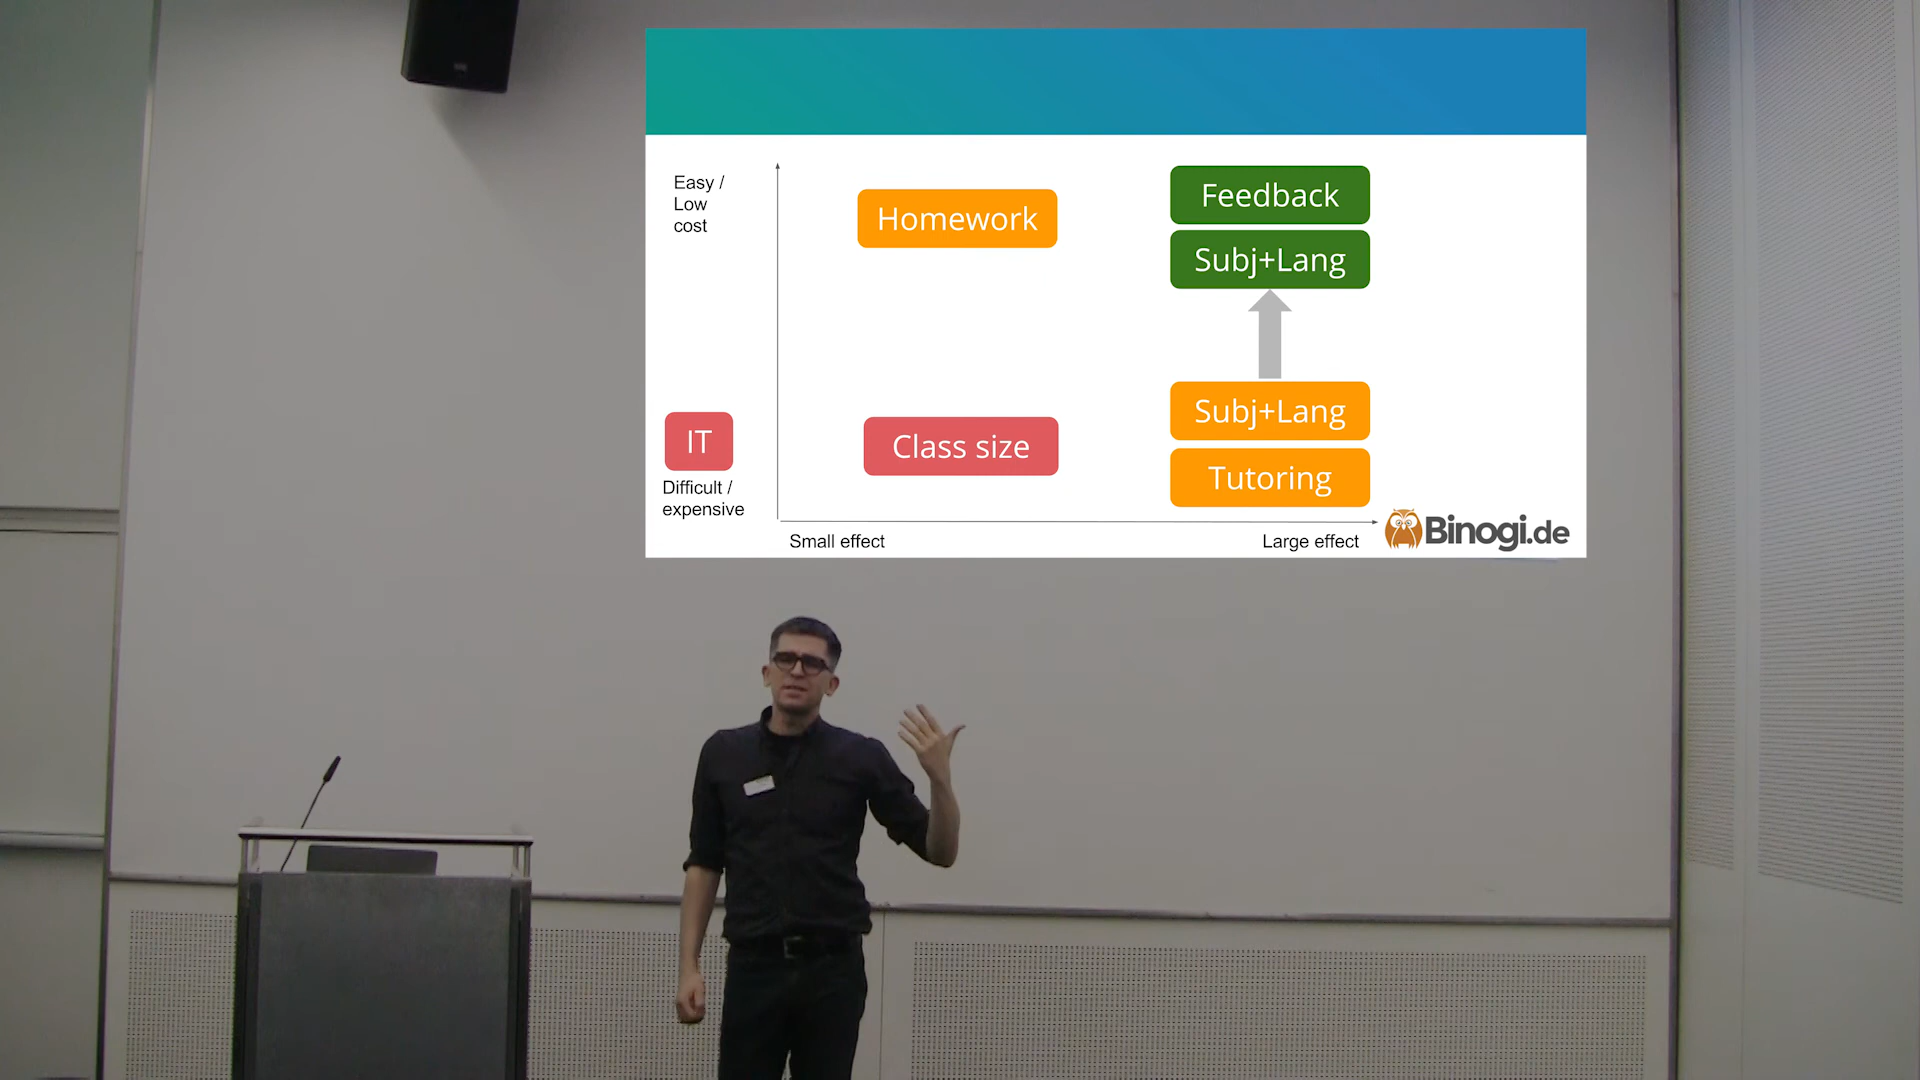 Easy /
Low
cost
Homework
Feedback
Subj+Lang
Subj+Lang
IT
Class size
Tutoring
Difficult /
expensive
Small effect
Large effect
Binogi.de